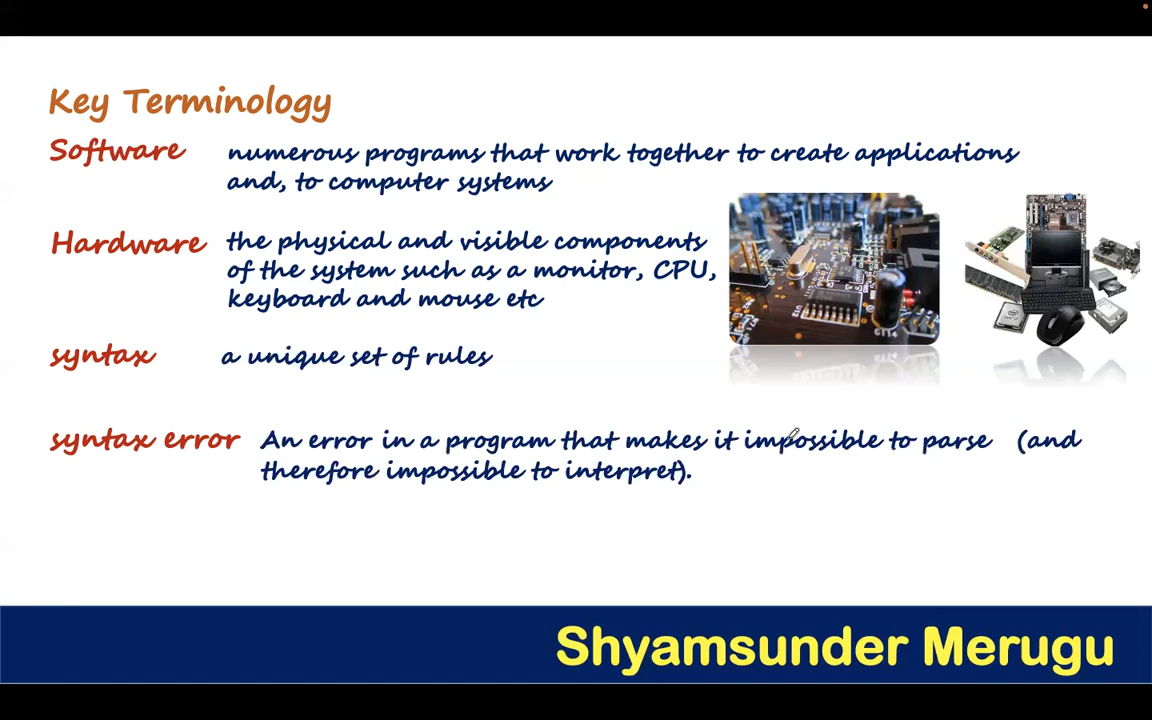 Key Terminology
Software numerous programs that work together to create applications
and, to computer systems
Hardware the physical and visible components
of the system such as a monitor, CPU,
keyboard and mouse etc
syntax a unique set of rules
syntax error An error in a program that makes it impossible to parse (and
therefore impossible to interpret).
Shyamsunder Merugu